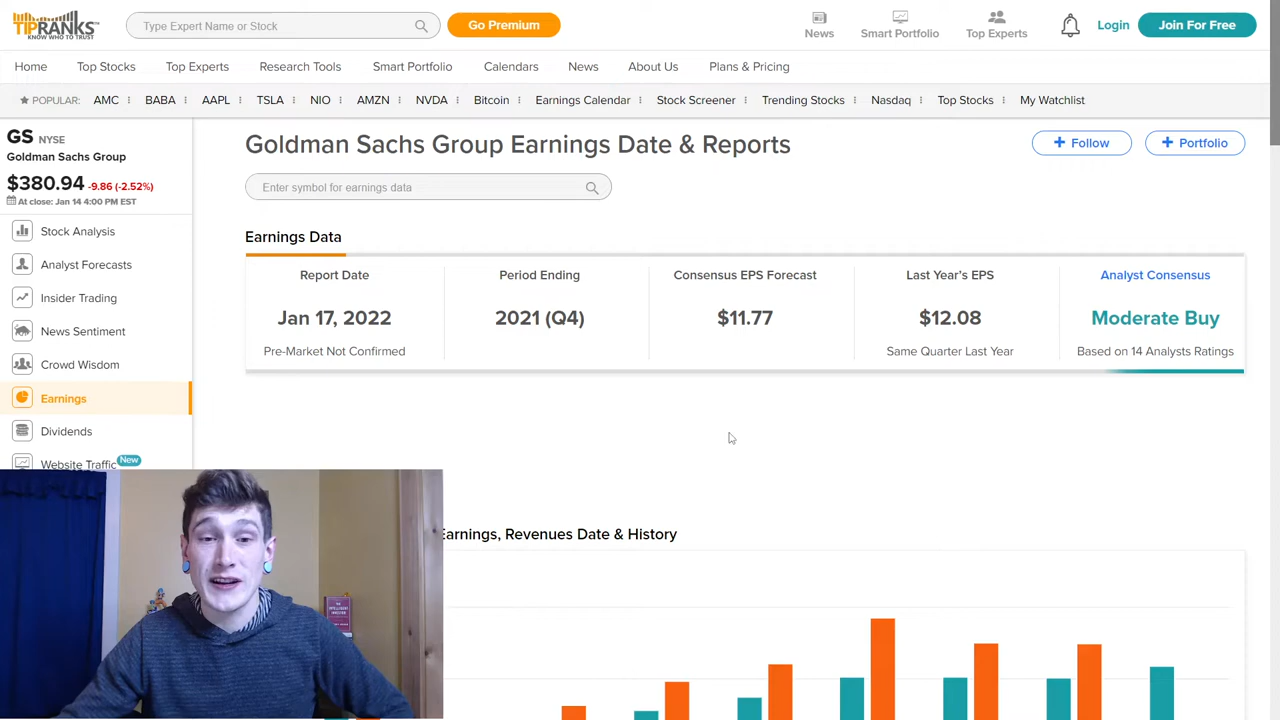 TIPRANKS
KNOW WHO TO TRUST
Type Expert Name or Stock
Go Premium
News
Smart Portfolio
Top Experts
Login
Join For Free
Home
Top Stocks
Top Experts
Research Tools
Smart Portfolio
Calendars
News
About Us
Plans & Pricing
POPULAR: AMC BABA AAPL TSLA NIO AMZN NVDA Bitcoin Earnings Calendar Stock Screener Trending Stocks Nasdaq Top Stocks My Watchlist
GS NYSE
Goldman Sachs Group
$380.94 -9.86 (-2.52%)
At close: Jan 14 4:00 PM EST
Stock Analysis
Analyst Forecasts
Insider Trading
News Sentiment
Crowd Wisdom
Earnings
Dividends
Website Traffic New
Goldman Sachs Group Earnings Date & Reports
+ Follow
+ Portfolio
Enter symbol for earnings data
Earnings Data
Report Date
Jan 17, 2022
Pre-Market Not Confirmed
Period Ending
2021 (Q4)
Consensus EPS Forecast
$11.77
Last Year's EPS
$12.08
Same Quarter Last Year
Analyst Consensus
Moderate Buy
Based on 14 Analysts Ratings
Earnings, Revenues Date & History
THE
INTELLIGENT
INVESTOR